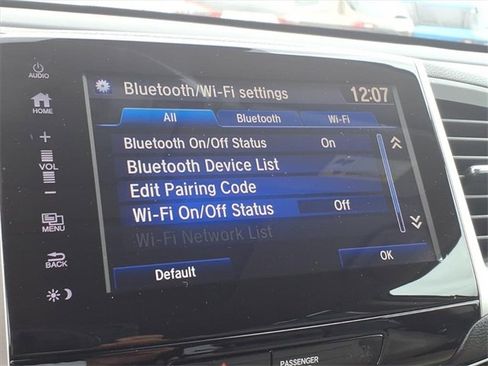 AUDIO
HOME
+
VOL
−
MENU
BACK
Bluetooth/Wi-Fi settings 12:07
All Bluetooth Wi-Fi
Bluetooth On/Off Status On
Bluetooth Device List
Edit Pairing Code
Wi-Fi On/Off Status Off
Wi-Fi Network List
Default OK
PASSENGER